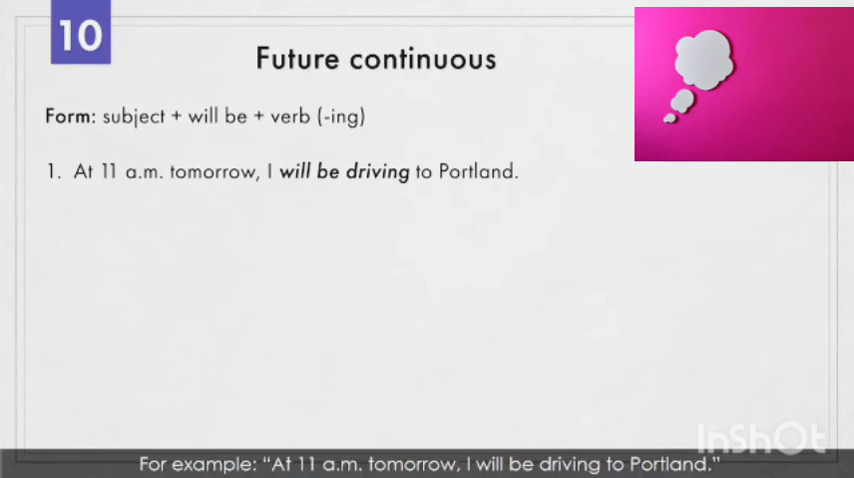 10
Future continuous
Form: subject + will be + verb (-ing)
1. At 11 a.m. tomorrow, I will be driving to Portland.
InShOt
For example: “At 11 a.m. tomorrow, I will be driving to Portland.”